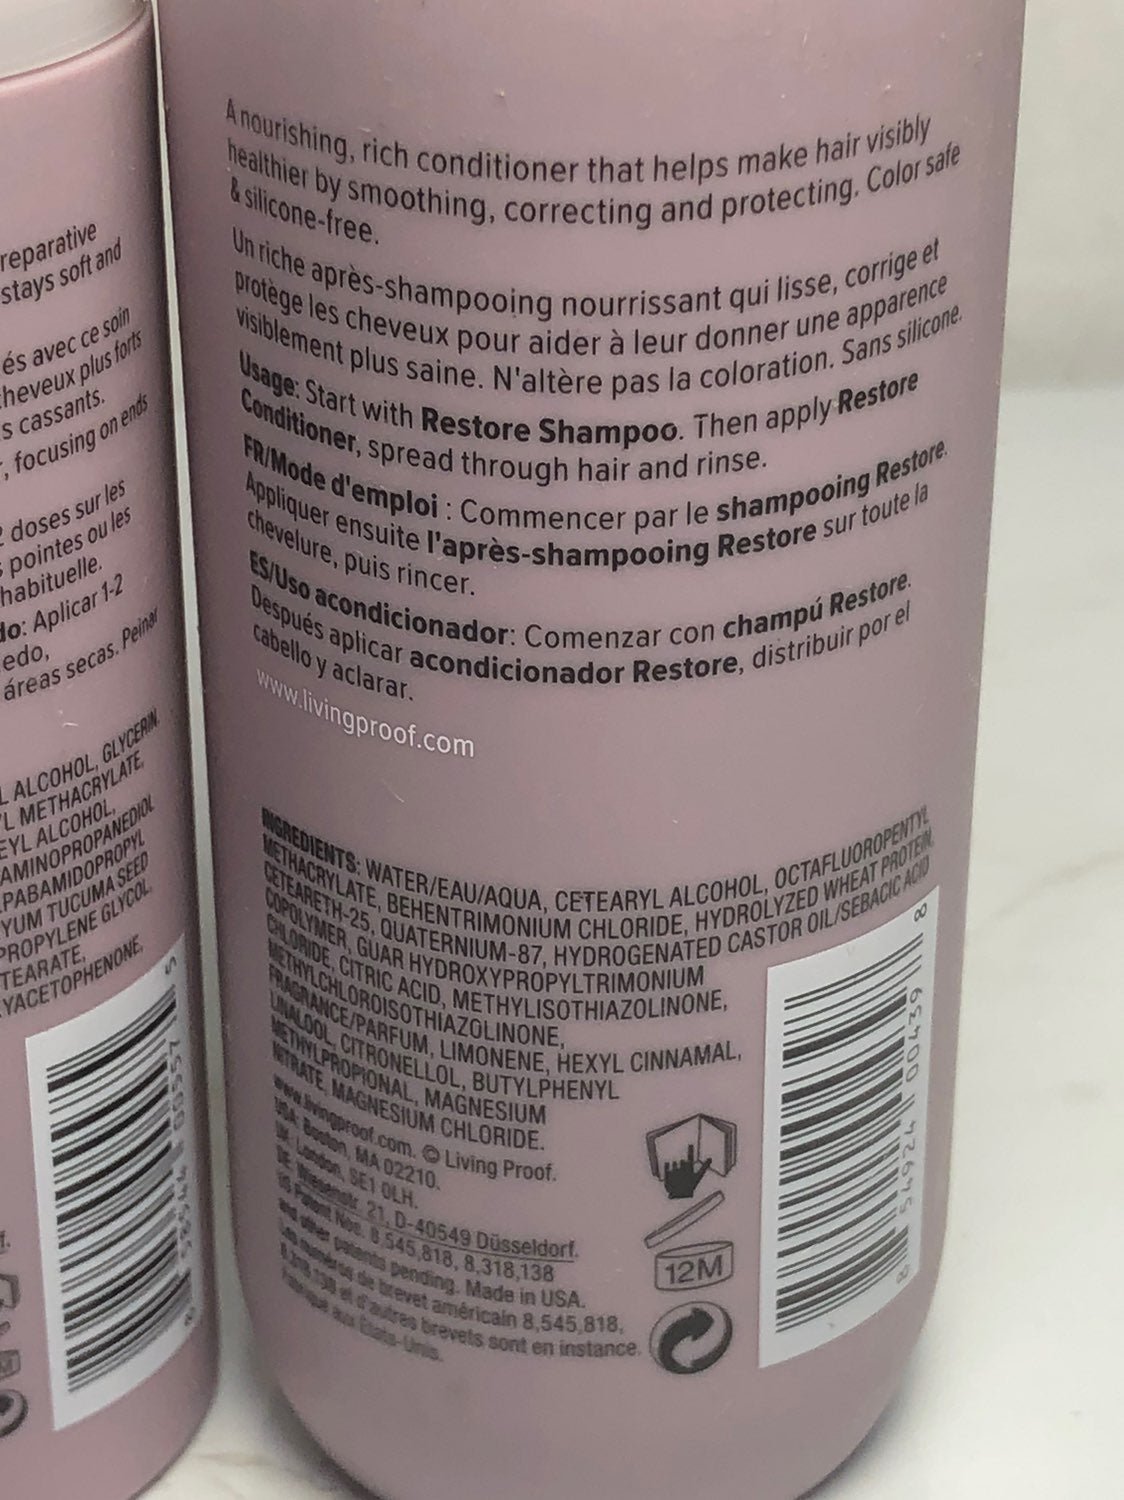 reparative
stays soft and
és avec ce soin
cheveux plus forts
s cassants.
, focusing on ends
2 doses sur les
s pointes ou les
habituelle.
do: Aplicar 1-2
edo,
áreas secas. Peinar
L ALCOHOL, GLYCERIN,
YL METHACRYLATE,
EYL ALCOHOL,
AMINOPROPANEDIOL
PABAMIDOPROPYL
YUM TUCUMA SEED
PROPYLENE GLYCOL,
TEARATE,
YACETOPHENONE,
A nourishing, rich conditioner that helps make hair visibly
healthier by smoothing, correcting and protecting. Color safe
& silicone-free.
Un riche après-shampooing nourrissant qui lisse, corrige et
protège les cheveux pour aider à leur donner une apparence
visiblement plus saine. N'altère pas la coloration. Sans silicone.
Usage: Start with Restore Shampoo. Then apply Restore
Conditioner, spread through hair and rinse.
FR/Mode d'emploi : Commencer par le shampooing Restore.
Appliquer ensuite l'après-shampooing Restore sur toute la
chevelure, puis rincer.
ES/Uso acondicionador: Comenzar con champú Restore.
Después aplicar acondicionador Restore, distribuir por el
cabello y aclarar.
www.livingproof.com
INGREDIENTS: WATER/EAU/AQUA, CETEARYL ALCOHOL, OCTAFLUOROPENTYL
METHACRYLATE, BEHENTRIMONIUM CHLORIDE, HYDROLYZED WHEAT PROTEIN,
CETEARETH-25, QUATERNIUM-87, HYDROGENATED CASTOR OIL/SEBACIC ACID
COPOLYMER, GUAR HYDROXYPROPYLTRIMONIUM
CHLORIDE, CITRIC ACID, METHYLISOTHIAZOLINONE,
METHYLCHLOROISOTHIAZOLINONE,
FRAGRANCE/PARFUM, LIMONENE, HEXYL CINNAMAL,
LINALOOL, CITRONELLOL, BUTYLPHENYL
METHYLPROPIONAL, MAGNESIUM
NITRATE, MAGNESIUM CHLORIDE.
www.livingproof.com. © Living Proof.
USA: Boston, MA 02210.
UK: London, SE1 0LH.
DE: Wiesenstr. 21, D-40549 Düsseldorf.
US Patent Nos. 8,545,818, 8,318,138
and other patents pending. Made in USA.
Les numéros de brevet américain 8,545,818,
8,318,138 et d'autres brevets sont en instance.
Fabriqué aux États-Unis.
12M
8 54924 00439 8